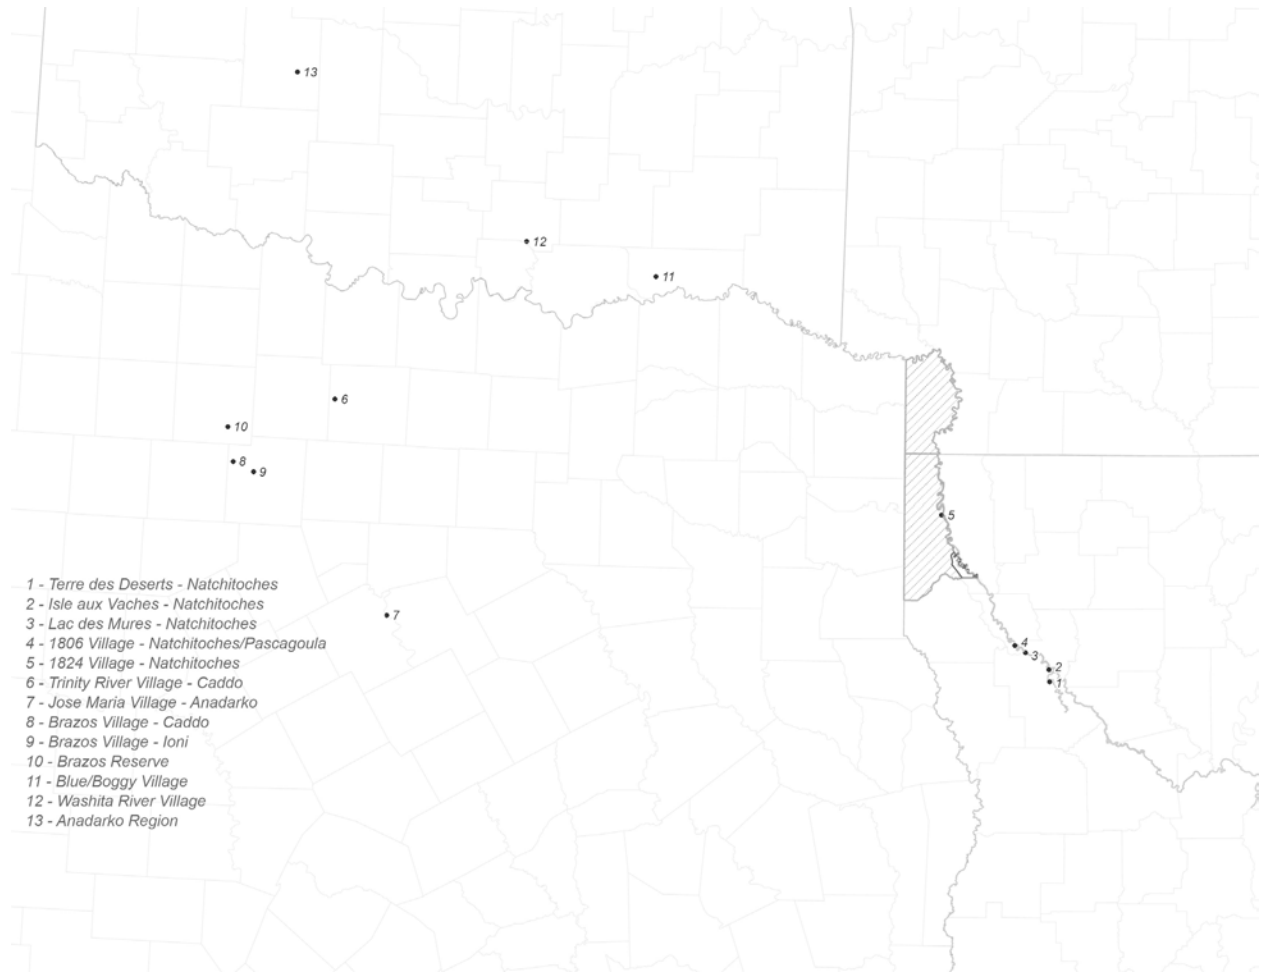 13
12
11
6
10
8
9
5
7
4
3
2
1
1 - Terre des Deserts - Natchitoches
2 - Isle aux Vaches - Natchitoches
3 - Lac des Mures - Natchitoches
4 - 1806 Village - Natchitoches/Pascagoula
5 - 1824 Village - Natchitoches
6 - Trinity River Village - Caddo
7 - Jose Maria Village - Anadarko
8 - Brazos Village - Caddo
9 - Brazos Village - Ioni
10 - Brazos Reserve
11 - Blue/Boggy Village
12 - Washita River Village
13 - Anadarko Region